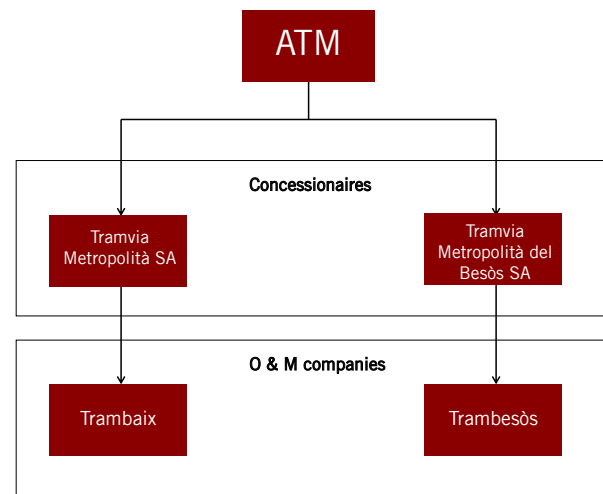 ATM
Concessionaires
Tramvia
Metropolità SA
Tramvia
Metropolità del
Besòs SA
O & M companies
Trambaix
Trambesòs